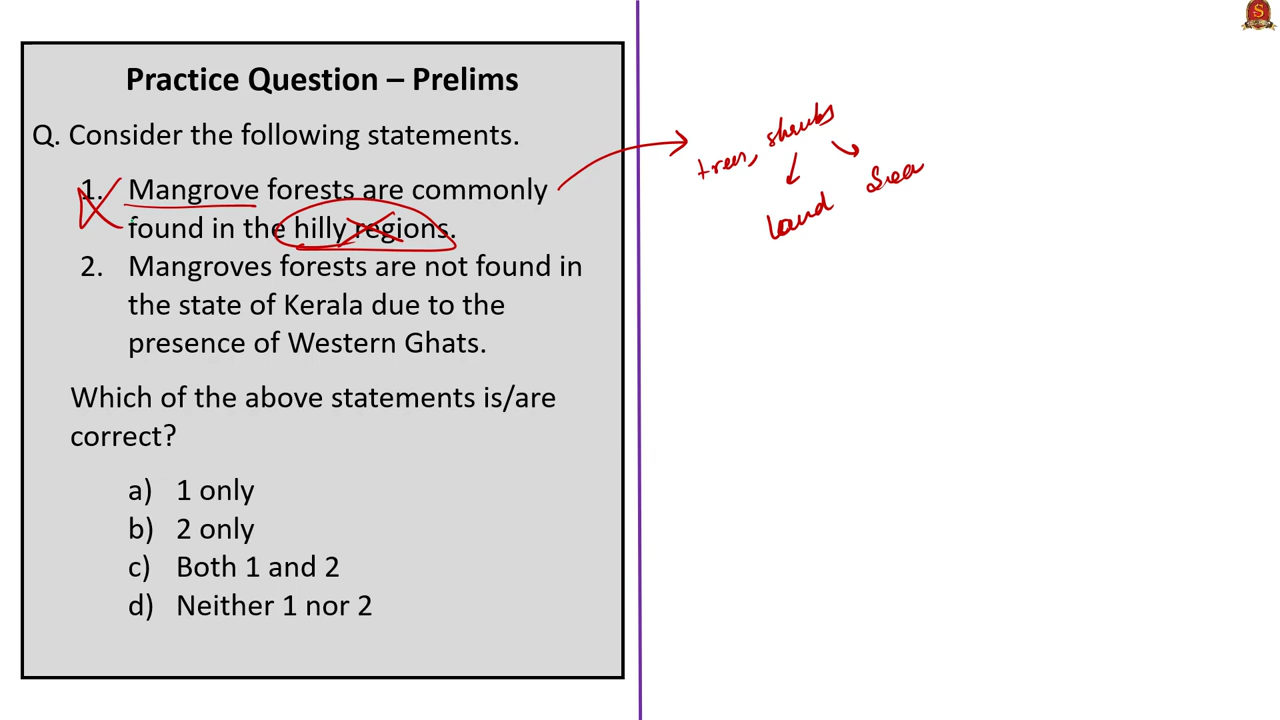 Practice Question – Prelims
Q. Consider the following statements.
1. Mangrove forests are commonly
found in the hilly regions.
2. Mangroves forests are not found in
the state of Kerala due to the
presence of Western Ghats.
Which of the above statements is/are
correct?
a) 1 only
b) 2 only
c) Both 1 and 2
d) Neither 1 nor 2
trees, shrubs
land
Sea
S